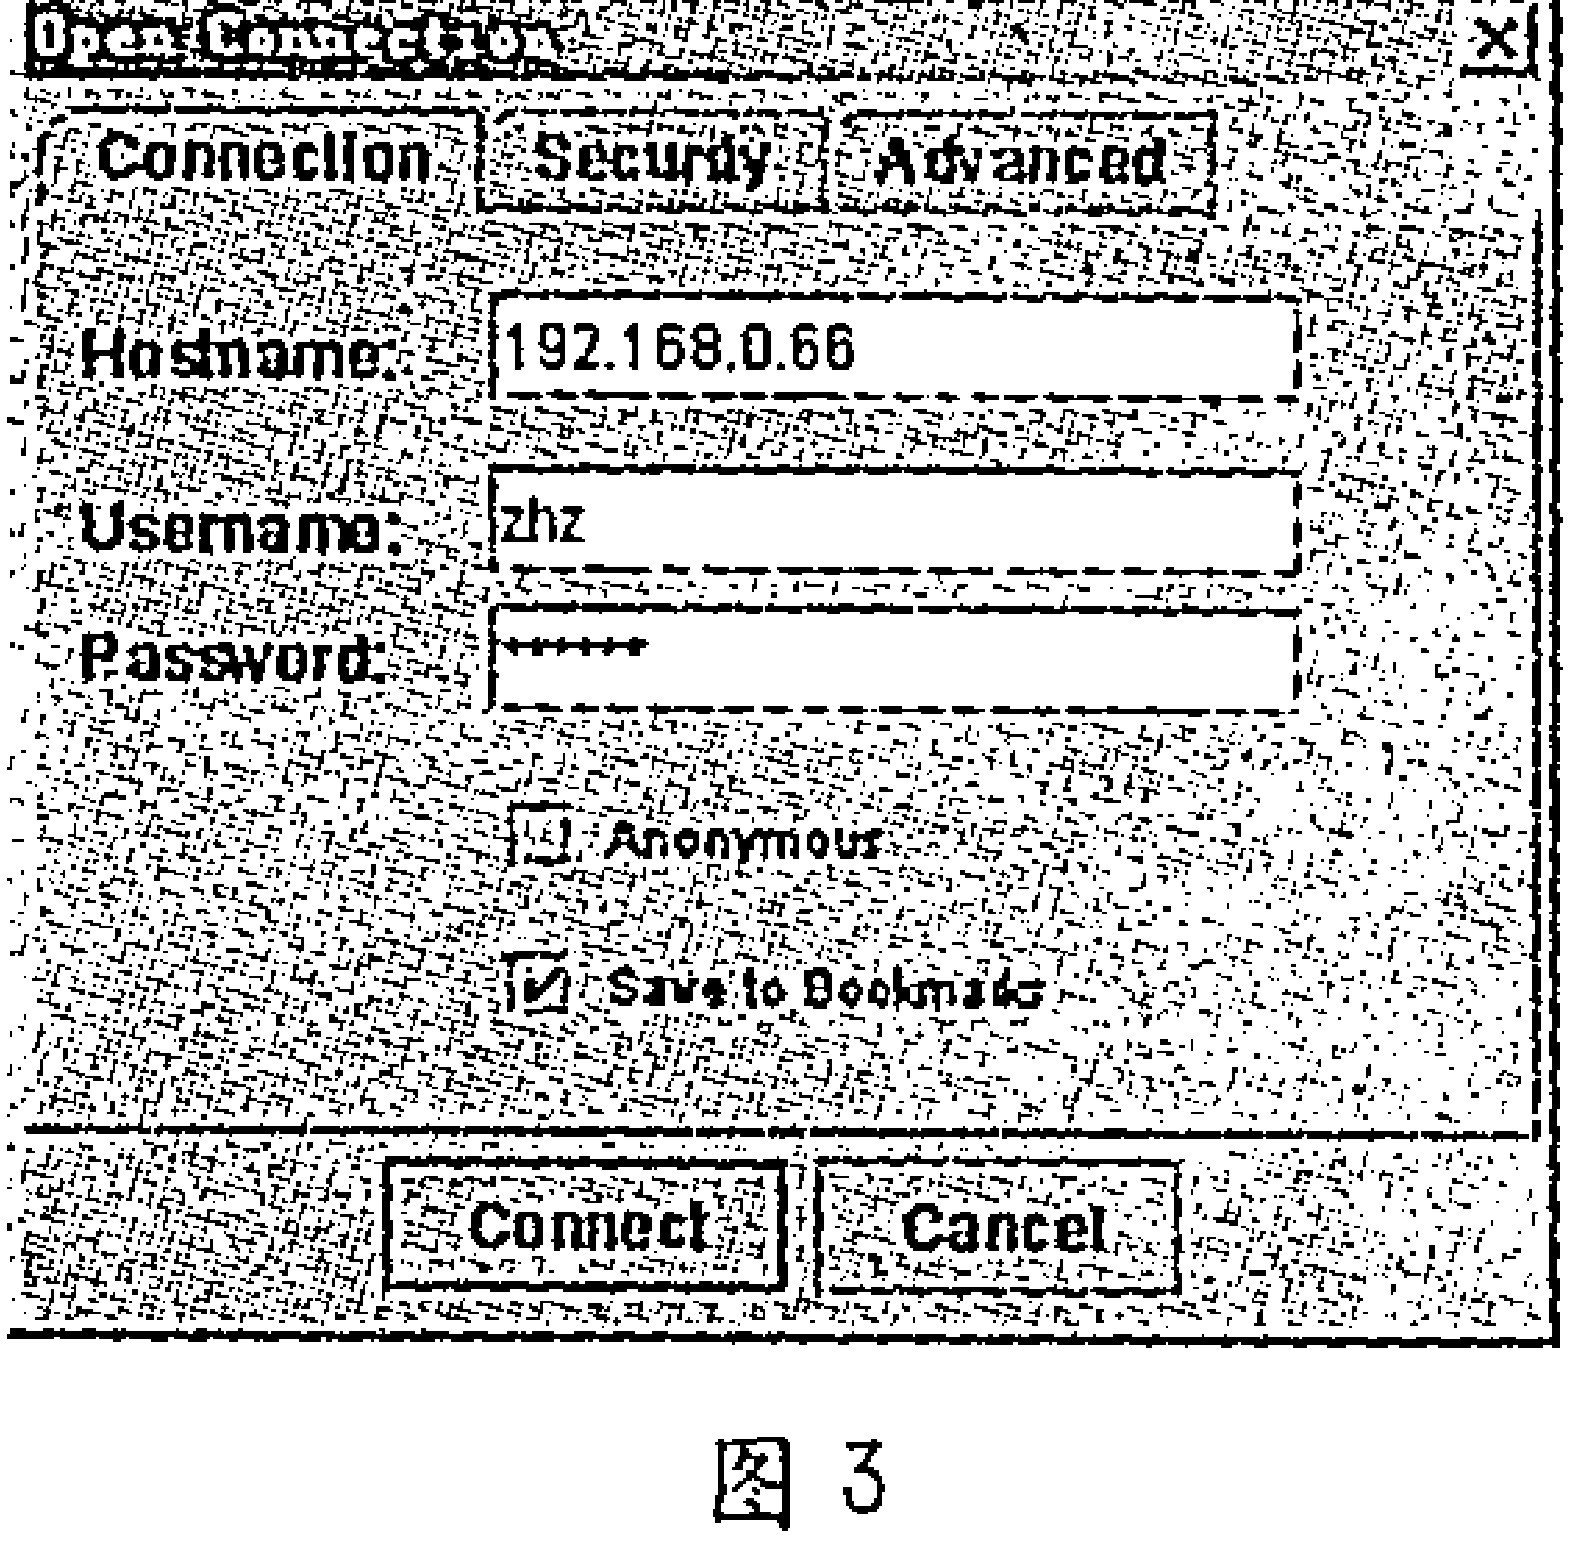 Open Connection
Connection Security Advanced
Hostname: 192.168.0.66
Username: zhz
Password: ******
Anonymous
Save to Bookmarks
Connect Cancel
图 3